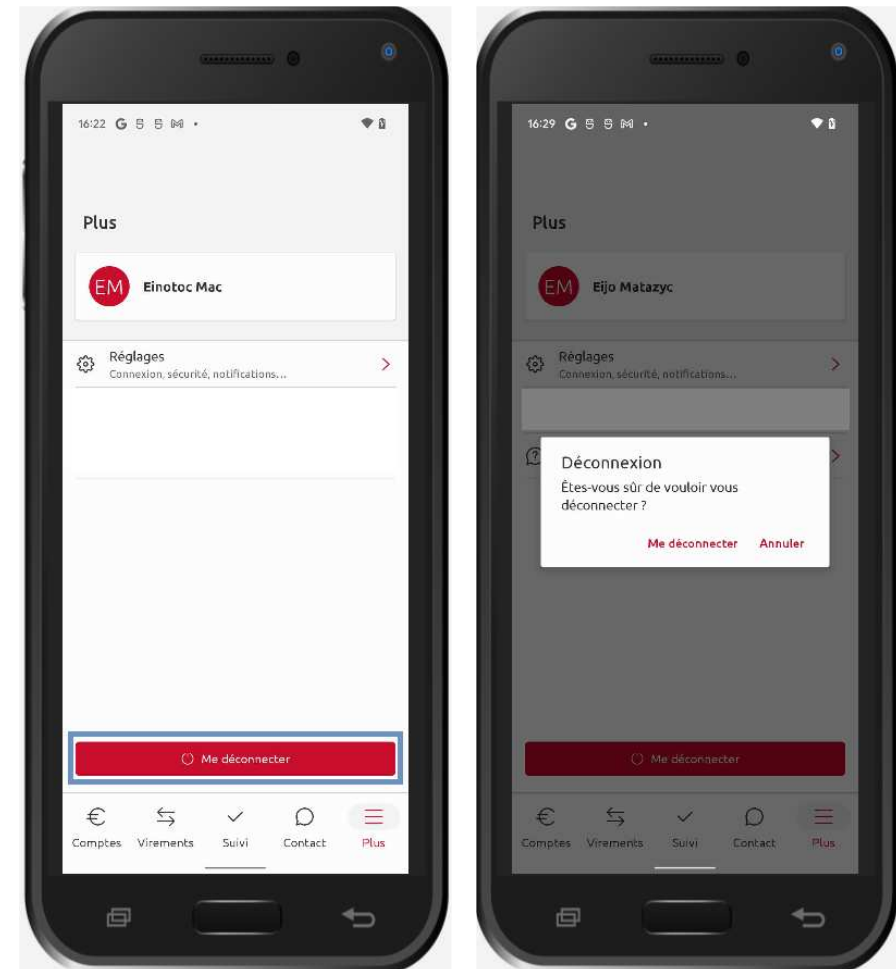 16:22
Plus
EM
Einotoc Mac
Réglages
Connexion, sécurité, notifications...
Me déconnecter
Comptes
Virements
Suivi
Contact
Plus
16:29
Plus
EM
Eijo Matazyc
Réglages
Connexion, sécurité, notifications...
Déconnexion
Êtes-vous sûr de vouloir vous
déconnecter ?
Me déconnecter
Annuler
Me déconnecter
Comptes
Virements
Suivi
Contact
Plus